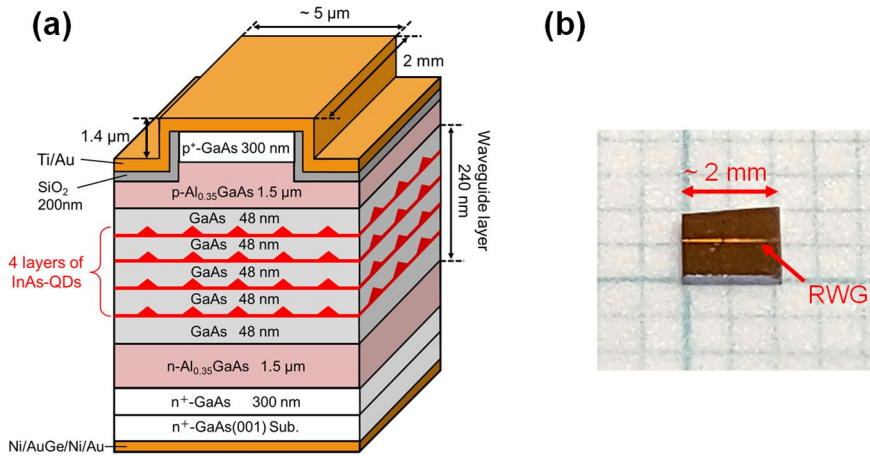 (a)
~ 5 µm
2 mm
1.4 µm
p⁺-GaAs 300 nm
Ti/Au
SiO₂
200nm
p-Al₀.₃₅GaAs 1.5 µm
Waveguide layer
240 nm
GaAs 48 nm
GaAs 48 nm
GaAs 48 nm
GaAs 48 nm
GaAs 48 nm
4 layers of
InAs-QDs
n-Al₀.₃₅GaAs 1.5 µm
n⁺-GaAs 300 nm
n⁺-GaAs(001) Sub.
Ni/AuGe/Ni/Au
(b)
~ 2 mm
RWG